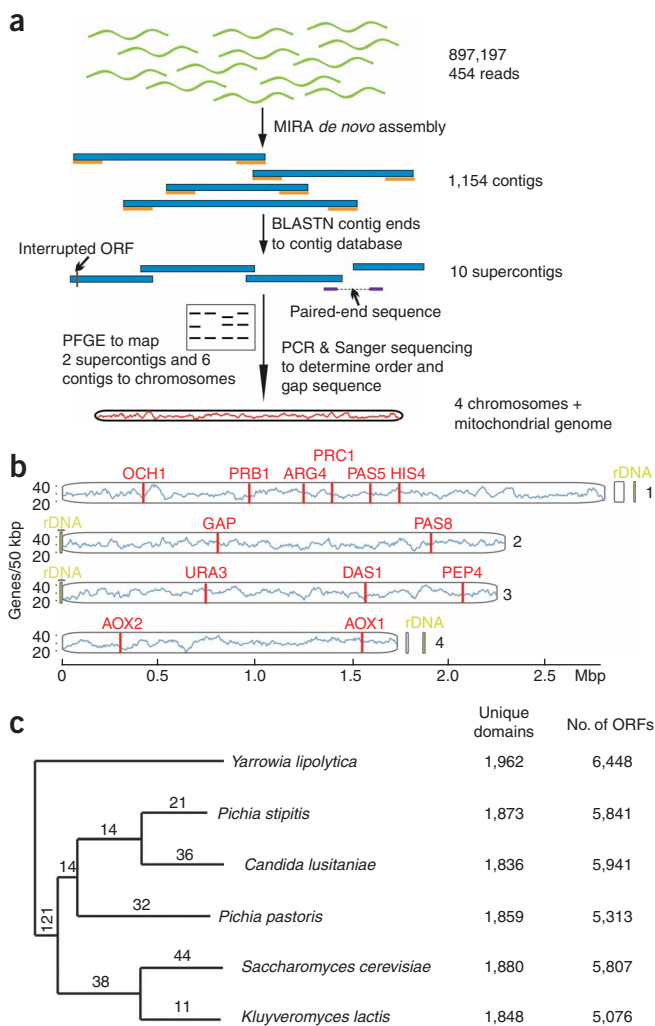 a
897,197
454 reads
MIRA de novo assembly
1,154 contigs
BLASTN contig ends
to contig database
Interrupted ORF
10 supercontigs
Paired-end sequence
PFGE to map
2 supercontigs and 6
contigs to chromosomes
PCR & Sanger sequencing
to determine order and
gap sequence
4 chromosomes +
mitochondrial genome
b
PRC1
OCH1 PRB1 ARG4 PAS5 HIS4 rDNA
40
20
1
rDNA GAP PAS8
40
20
2
rDNA URA3 DAS1 PEP4
40
20
3
AOX2 AOX1 rDNA
40
20
4
Genes/50 kbp
0 0.5 1.0 1.5 2.0 2.5 Mbp
c
Unique
domains
No. of ORFs
Yarrowia lipolytica 1,962 6,448
21
Pichia stipitis 1,873 5,841
14
36
Candida lusitaniae 1,836 5,941
14
32
Pichia pastoris 1,859 5,313
121
44
Saccharomyces cerevisiae 1,880 5,807
38
11
Kluyveromyces lactis 1,848 5,076